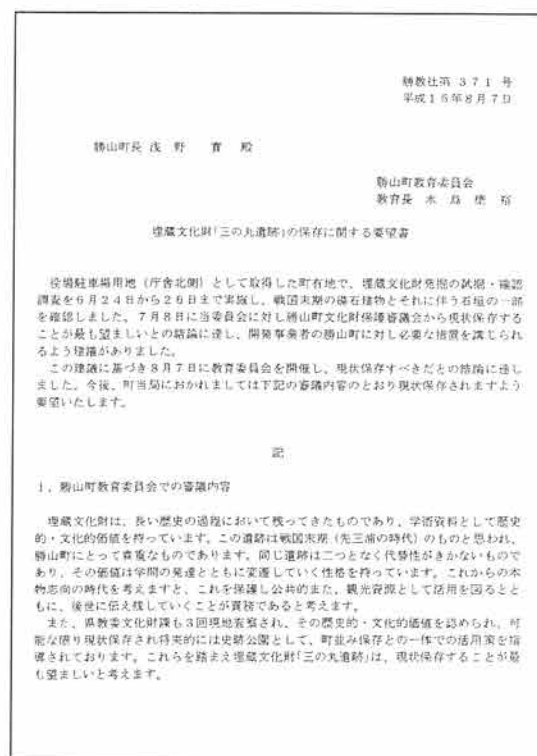 勝教社第371号
平成15年8月7日
勝山町長 浅野 實 殿
勝山町教育委員会
教育長
埋蔵文化財「三の丸遺跡」の保存に関する要望書
役場駐車場用地(庁舎北側)として取得した町有地で、埋蔵文化財発掘の試掘・確認
調査を6月24日から26日まで実施し、戦国末期の礎石建物とそれに伴う石垣の一部
を確認しました。7月8日に当委員会に対し勝山町文化財保護審議会から現状保存する
ことが最も望ましいとの結論に達し、開発事業者の勝山町に対し必要な措置を講じられ
るよう建議がありました。
この建議に基づき8月7日に教育委員会を開催し、現状保存すべきだとの結論に達し
ました。今後、町当局におかれましては下記の審議内容のとおり現状保存されますよう
要望いたします。
記
1、勝山町教育委員会での審議内容
埋蔵文化財は、長い歴史の過程において残ってきたものであり、学術資料として歴史
的・文化的価値を持っています。この遺跡は戦国末期(先三浦の時代)のものと思われ、
勝山町にとって貴重なものであります。同じ遺跡は二つとなく代替性がきかないもので
あり、その価値は学問の発達とともに変遷していく性格を持っています。これからの本
物志向の時代を考えますと、これを保護し公共的また、観光資源として活用を図るとと
もに、後世に伝え残していくことが責務であると考えます。
また、県教委文化財課も3回現地視察され、その歴史的・文化的価値を認められ、可
能な限り現状保存され将来的には史跡公園として、町並み保存との一体での活用策を指
導されております。これらを踏まえ埋蔵文化財「三の丸遺跡」は、現状保存することが最
も望ましいと考えます。